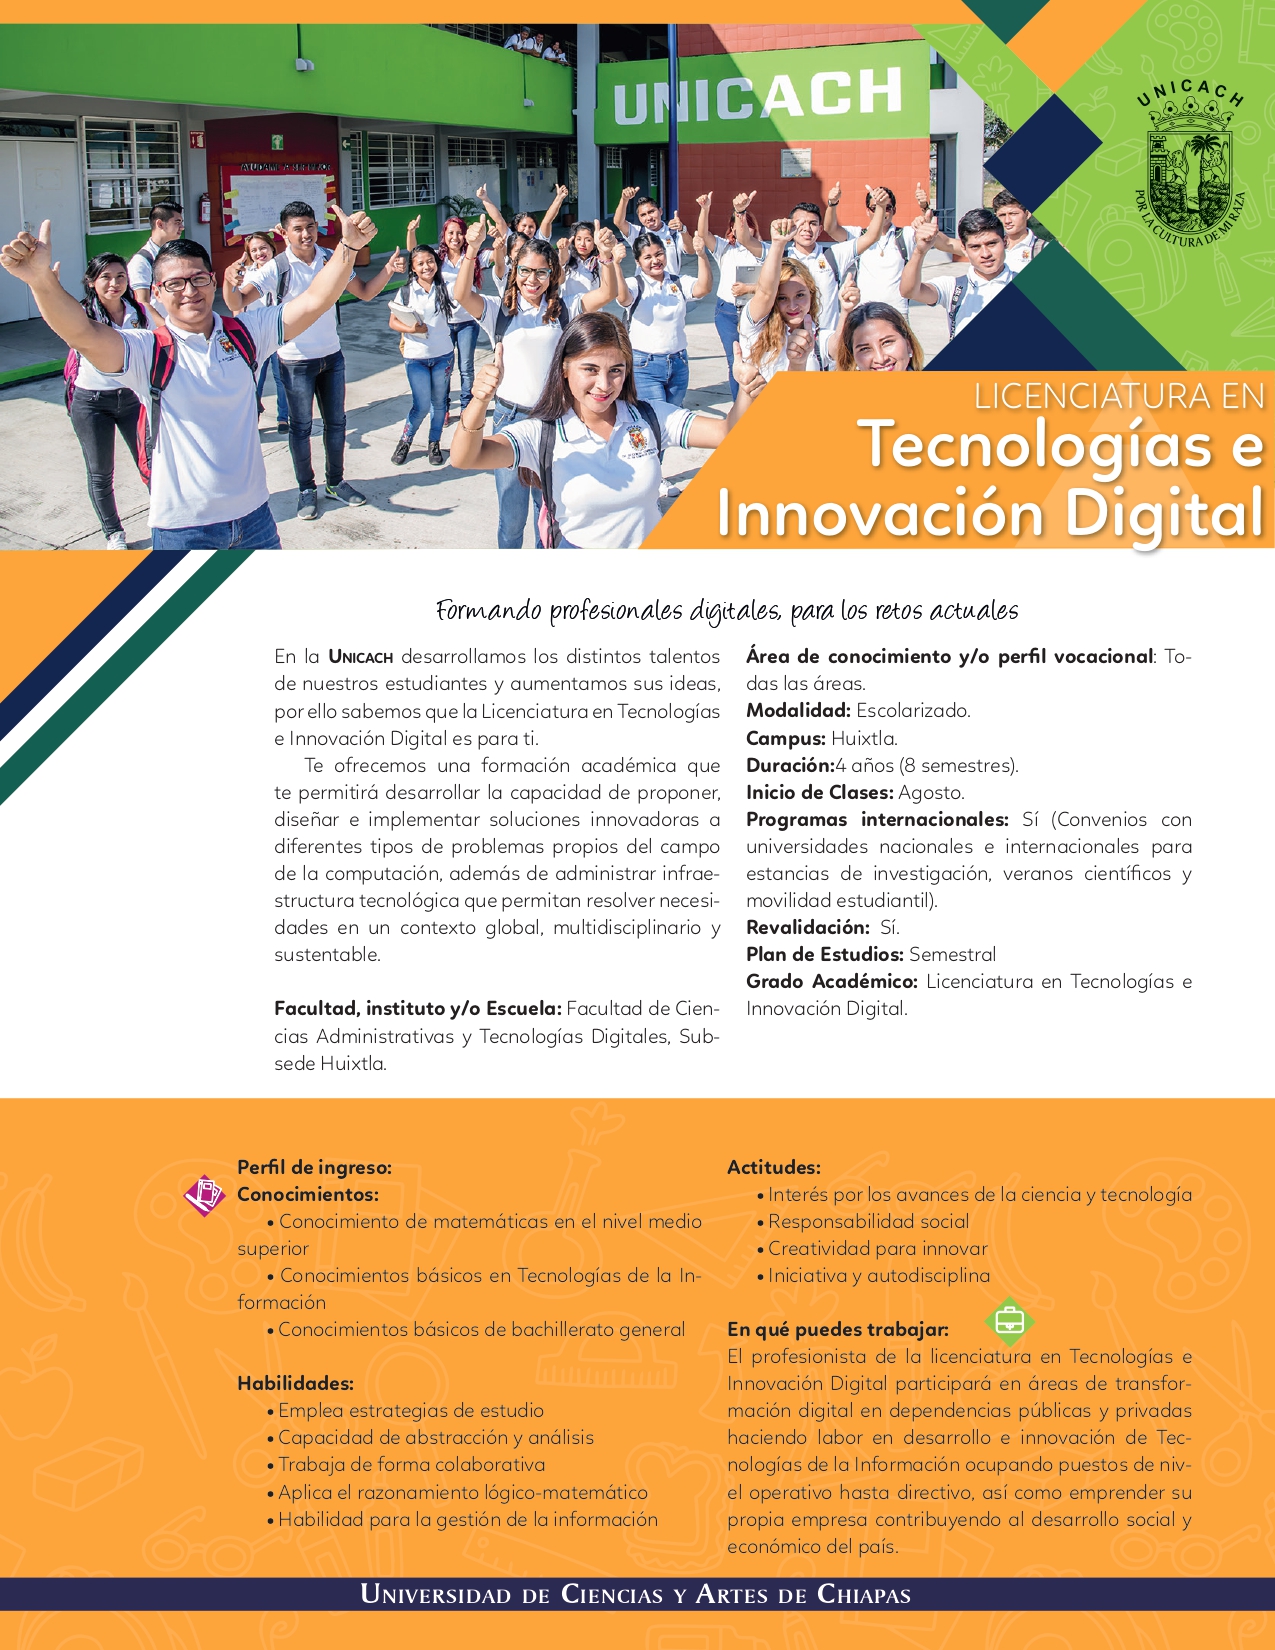 UNICACH
AYUDAME A
UNICACH
POR LA CULTURA DE MI RAZA
LICENCIATURA EN
Tecnologías e
Innovación Digital
Formando profesionales digitales, para los retos actuales
En la UNICACH desarrollamos los distintos talentos
de nuestros estudiantes y aumentamos sus ideas,
por ello sabemos que la Licenciatura en Tecnologías
e Innovación Digital es para ti.
Te ofrecemos una formación académica que
te permitirá desarrollar la capacidad de proponer,
diseñar e implementar soluciones innovadoras a
diferentes tipos de problemas propios del campo
de la computación, además de administrar infrae-
structura tecnológica que permitan resolver necesi-
dades en un contexto global, multidisciplinario y
sustentable.
Facultad, instituto y/o Escuela: Facultad de Cien-
cias Administrativas y Tecnologías Digitales, Sub-
sede Huixtla.
Área de conocimiento y/o perfil vocacional: To-
das las áreas.
Modalidad: Escolarizado.
Campus: Huixtla.
Duración:4 años (8 semestres).
Inicio de Clases: Agosto.
Programas internacionales: Sí (Convenios con
universidades nacionales e internacionales para
estancias de investigación, veranos científicos y
movilidad estudiantil).
Revalidación: Sí.
Plan de Estudios: Semestral
Grado Académico: Licenciatura en Tecnologías e
Innovación Digital.
Perfil de ingreso:
Conocimientos:
• Conocimiento de matemáticas en el nivel medio
superior
• Conocimientos básicos en Tecnologías de la In-
formación
• Conocimientos básicos de bachillerato general
Habilidades:
• Emplea estrategias de estudio
• Capacidad de abstracción y análisis
• Trabaja de forma colaborativa
• Aplica el razonamiento lógico-matemático
• Habilidad para la gestión de la información
Actitudes:
• Interés por los avances de la ciencia y tecnología
• Responsabilidad social
• Creatividad para innovar
• Iniciativa y autodisciplina
En qué puedes trabajar:
El profesionista de la licenciatura en Tecnologías e
Innovación Digital participará en áreas de transfor-
mación digital en dependencias públicas y privadas
haciendo labor en desarrollo e innovación de Tec-
nologías de la Información ocupando puestos de niv-
el operativo hasta directivo, así como emprender su
propia empresa contribuyendo al desarrollo social y
económico del país.
UNIVERSIDAD DE CIENCIAS Y ARTES DE CHIAPAS